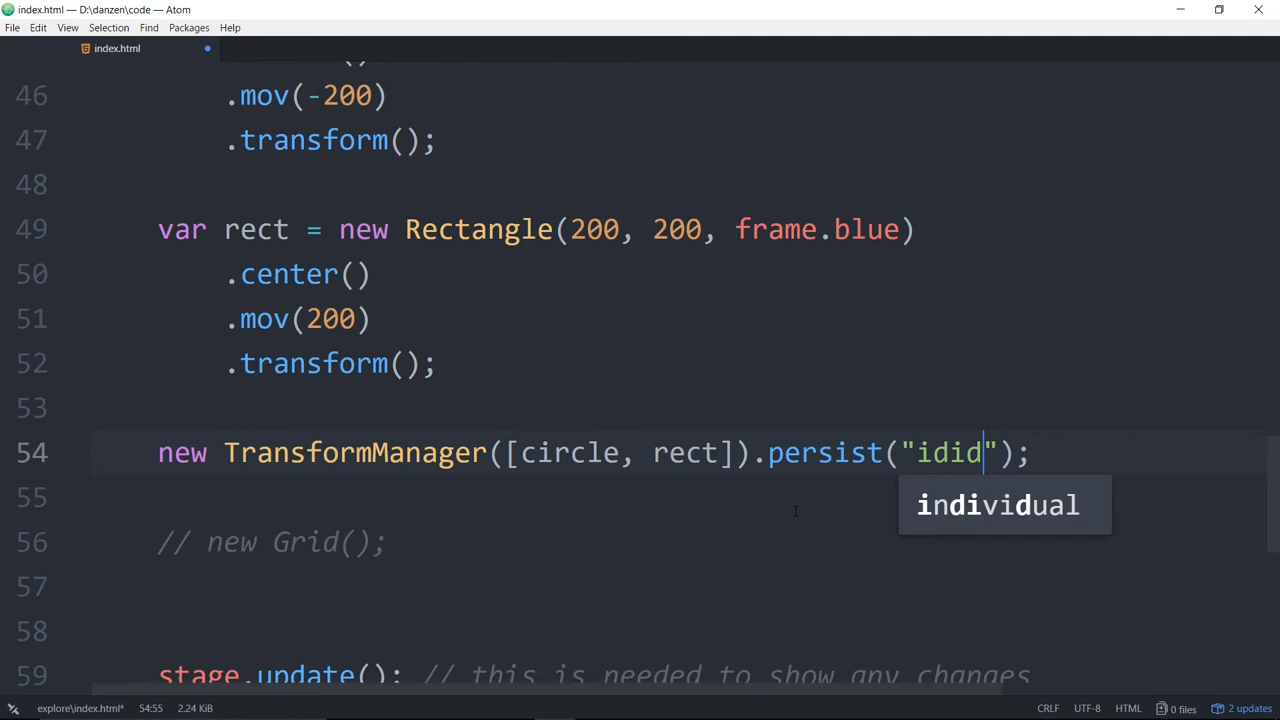 index.html — D:\danzen\code — Atom
File Edit View Selection Find Packages Help
index.html
46 .mov(-200)
47 .transform();
48
49 var rect = new Rectangle(200, 200, frame.blue)
50 .center()
51 .mov(200)
52 .transform();
53
54 new TransformManager([circle, rect]).persist("idid");
individual
55
56 // new Grid();
57
58
59 stage.update(); // this is needed to show any changes
explore\index.html* 54:55 2.24 KiB CRLF UTF-8 HTML 0 files 2 updates